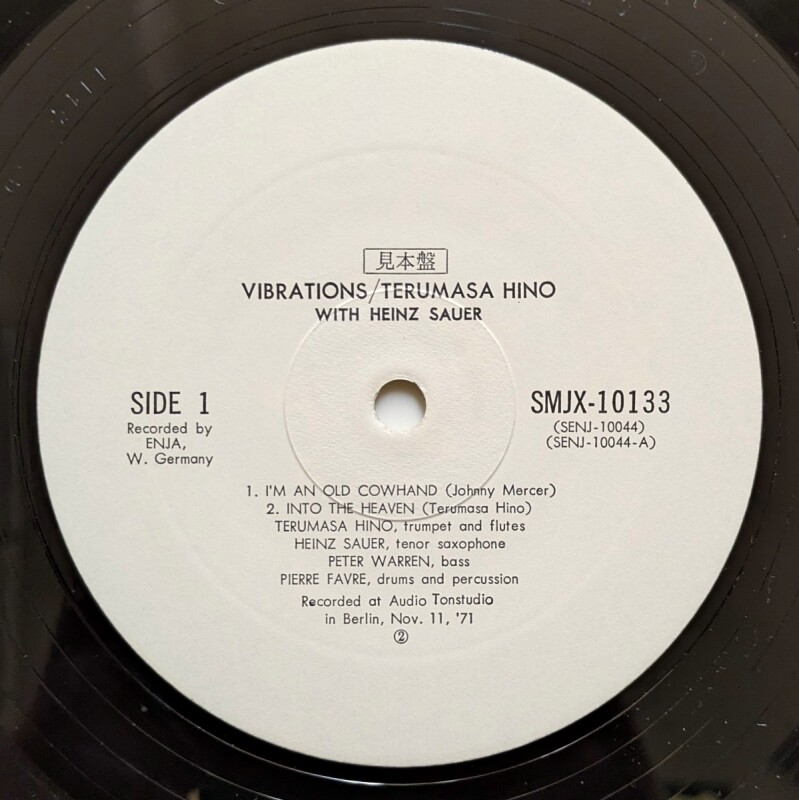 見本盤
VIBRATIONS/TERUMASA HINO
WITH HEINZ SAUER
SIDE 1
Recorded by
ENJA,
W. Germany
SMJX-10133
(SENJ-10044)
(SENJ-10044-A)
1. I'M AN OLD COWHAND (Johnny Mercer)
2. INTO THE HEAVEN (Terumasa Hino)
TERUMASA HINO, trumpet and flutes
HEINZ SAUER, tenor saxophone
PETER WARREN, bass
PIERRE FAVRE, drums and percussion
Recorded at Audio Tonstudio
in Berlin, Nov. 11, '71
②